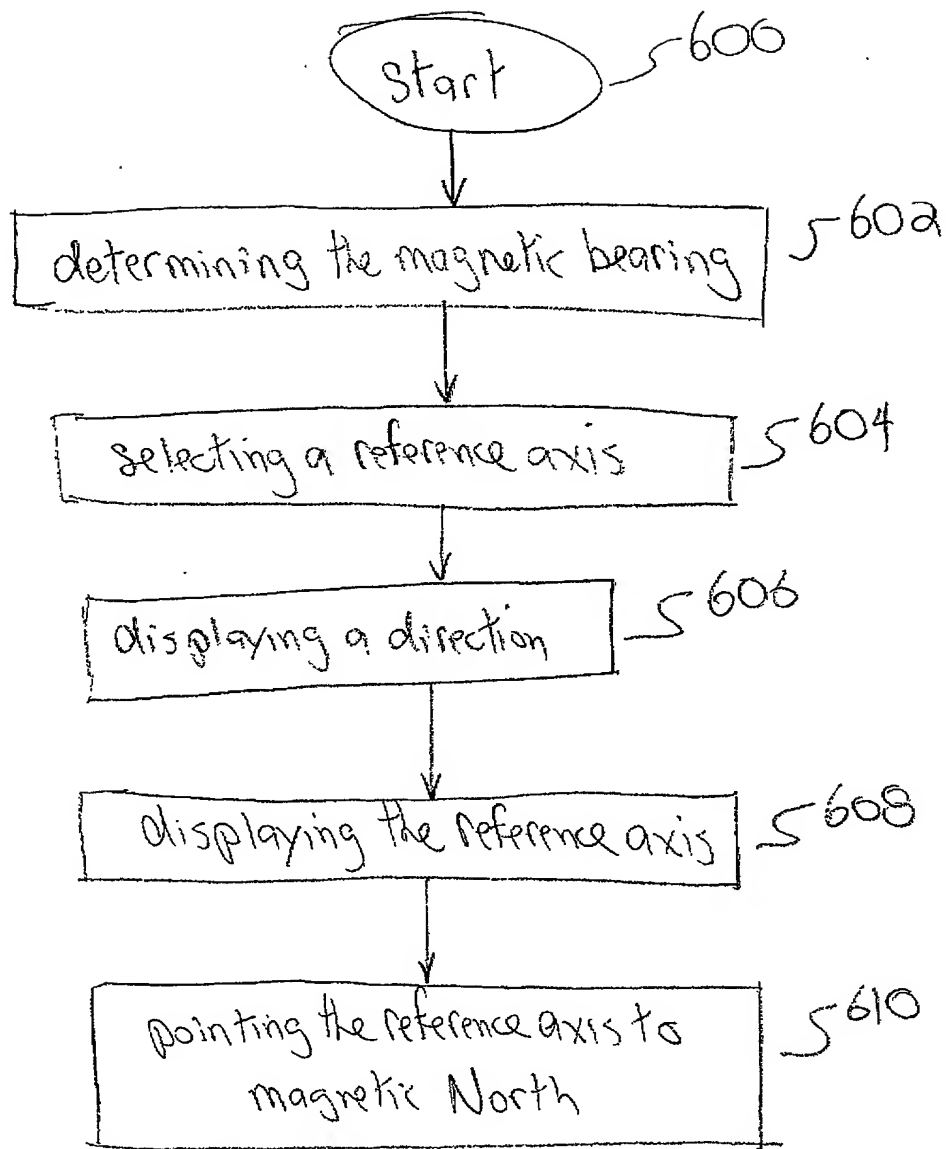 Start
600
determining the magnetic bearing
602
selecting a reference axis
604
displaying a direction
606
displaying the reference axis
608
pointing the reference axis to
magnetic North
610